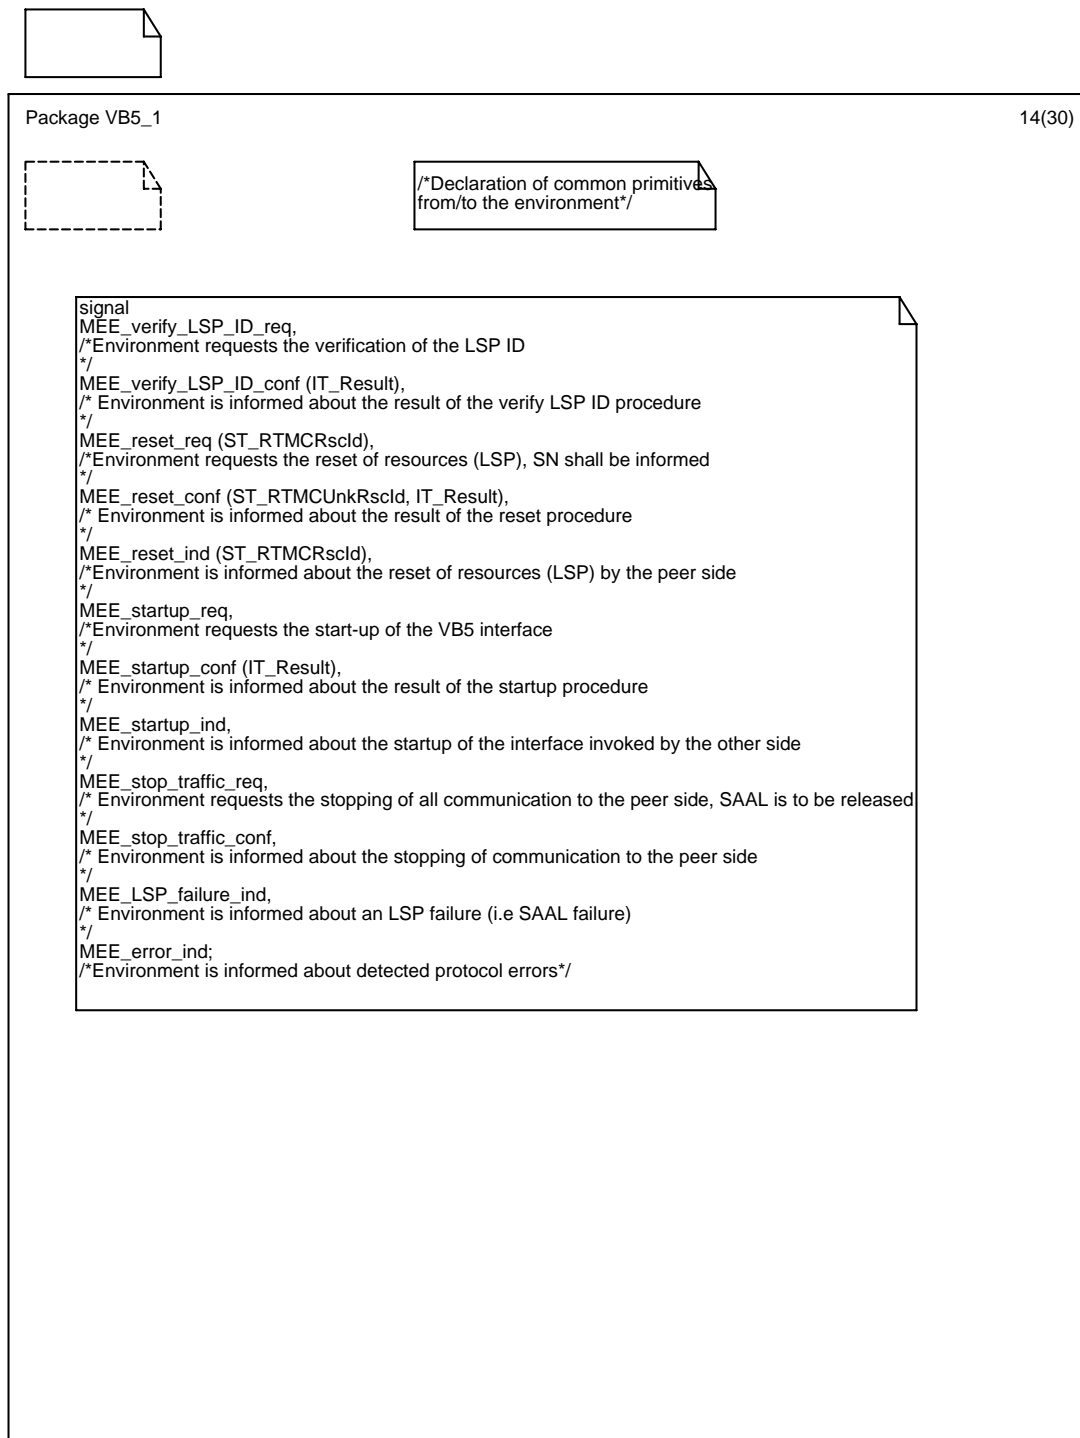 Package VB5_1
14(30)
/*Declaration of common primitives
from/to the environment*/
signal
MEE_verify_LSP_ID_req,
/*Environment requests the verification of the LSP ID
*/
MEE_verify_LSP_ID_conf (IT_Result),
/* Environment is informed about the result of the verify LSP ID procedure
*/
MEE_reset_req (ST_RTMCRscId),
/*Environment requests the reset of resources (LSP), SN shall be informed
*/
MEE_reset_conf (ST_RTMCUnkRscId, IT_Result),
/* Environment is informed about the result of the reset procedure
*/
MEE_reset_ind (ST_RTMCRscId),
/*Environment is informed about the reset of resources (LSP) by the peer side
*/
MEE_startup_req,
/*Environment requests the start-up of the VB5 interface
*/
MEE_startup_conf (IT_Result),
/* Environment is informed about the result of the startup procedure
*/
MEE_startup_ind,
/* Environment is informed about the startup of the interface invoked by the other side
*/
MEE_stop_traffic_req,
/* Environment requests the stopping of all communication to the peer side, SAAL is to be released
*/
MEE_stop_traffic_conf,
/* Environment is informed about the stopping of communication to the peer side
*/
MEE_LSP_failure_ind,
/* Environment is informed about an LSP failure (i.e SAAL failure)
*/
MEE_error_ind;
/*Environment is informed about detected protocol errors*/